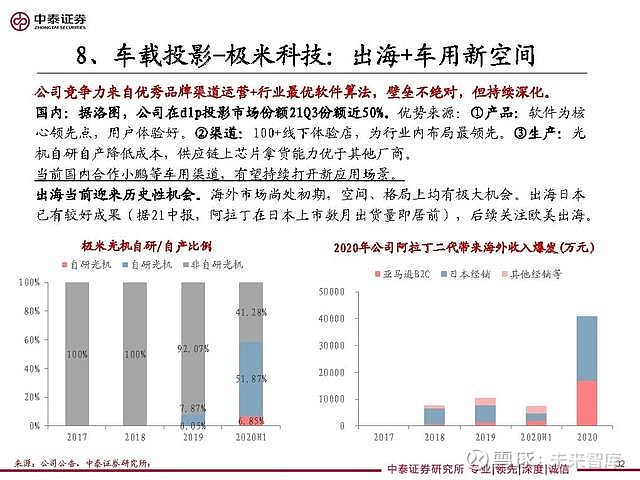 中泰证券
ZHONGTAI SECURITIES
8、车载投影-极米科技：出海+车用新空间
公司竞争力来自优秀品牌渠道运营+行业最优软件算法，壁垒不绝对，但持续深化。
国内：据洛图，公司在dlp投影市场份额21Q3份额近50%。优势来源：①产品：软件为核
心领先点，用户体验好。②渠道：100+线下体验店，为行业内布局最领先。③生产：光
机自研自产降低成本，供应链上芯片拿货能力优于其他厂商。
当前国内合作小鹏等车用渠道，有望持续打开新应用场景。
出海当前迎来历史性机会。海外市场尚处初期，空间、格局上均有极大机会。出海日本
已有较好成果（据21中报，阿拉丁在日本上市数月出货量即居前），后续关注欧美出海。
极米光机自研/自产比例
自研光机 自研光机 非自研光机
100%
80%
60%
40%
20%
0%
100% 100% 92.07% 7.87% 0.05% 41.28% 51.87% 6.85%
2017 2018 2019 2020H1
2020年公司阿拉丁二代带来海外收入爆发(万元)
亚马逊B2C 日本经销 其他经销等
50000
40000
30000
20000
10000
0
2017 2018 2019 2020H1 2020
来源：公司公告，中泰证券研究所；
雪球：未来智库
32
中泰证券研究所 专业|领先|深度|诚信